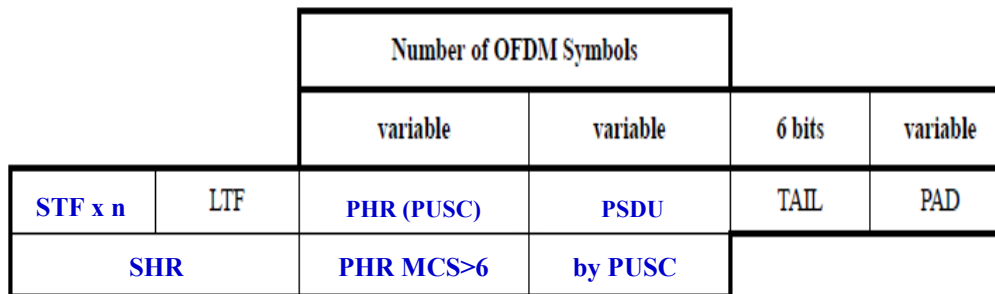 Number of OFDM Symbols
variable variable 6 bits variable
STF x n LTF PHR (PUSC) PSDU TAIL PAD
SHR PHR MCS>6 by PUSC